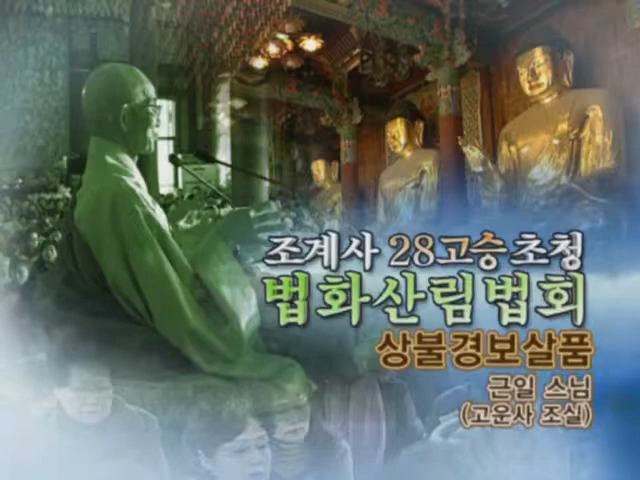 조계사 28고승초청
법화산림법회
상불경보살품
근일 스님
(고운사 조실)